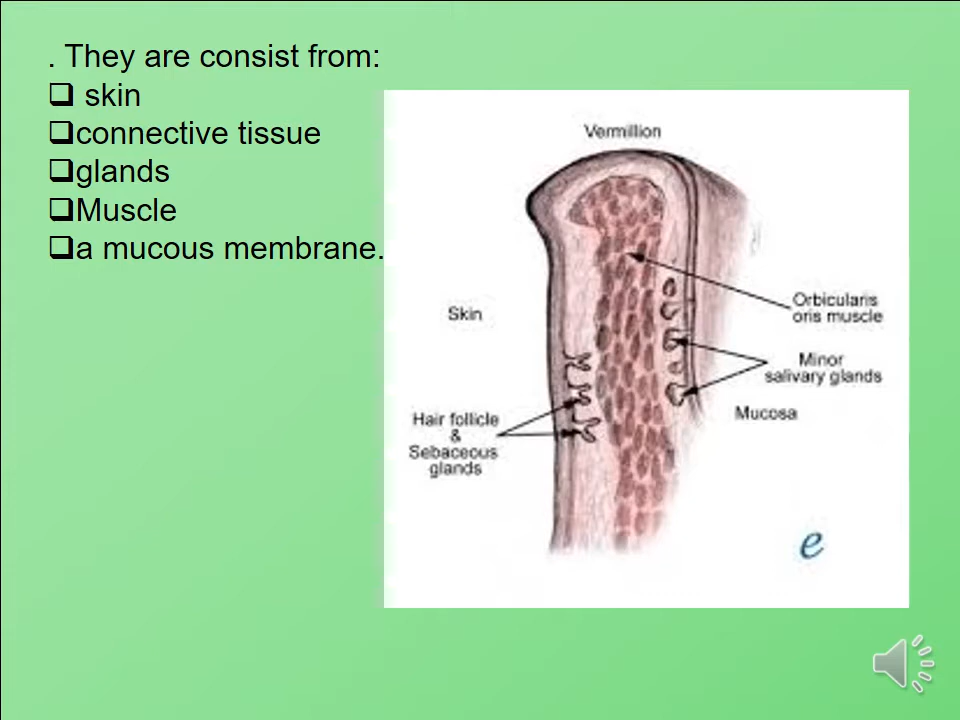 . They are consist from:
❑ skin
❑connective tissue
❑glands
❑Muscle
❑a mucous membrane.
Vermillion
Skin
Orbicularis
oris muscle
Minor
salivary glands
Mucosa
Hair follicle
&
Sebaceous
glands
e